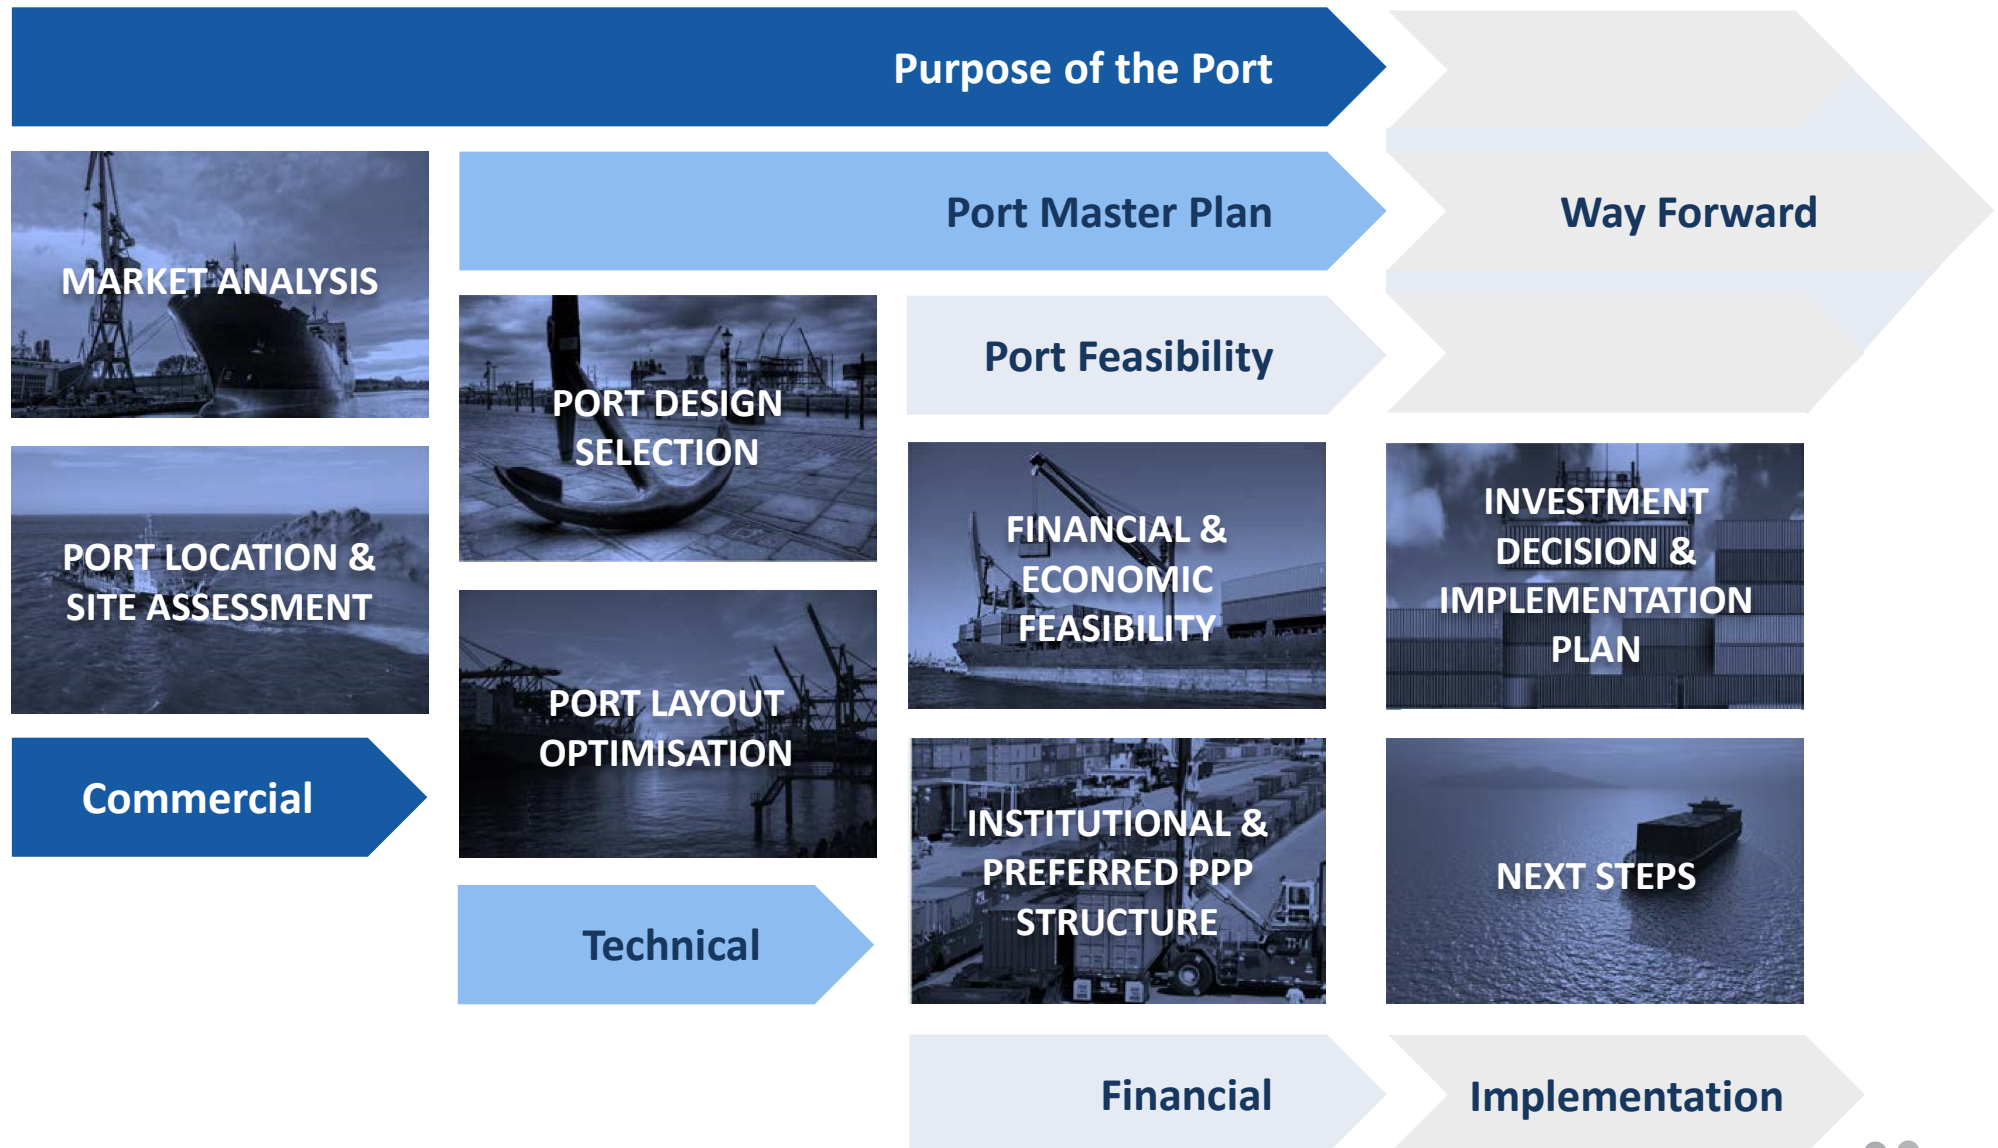 Purpose of the Port
Port Master Plan
Way Forward
MARKET ANALYSIS
Port Feasibility
PORT DESIGN
SELECTION
PORT LOCATION &
SITE ASSESSMENT
FINANCIAL &
ECONOMIC
FEASIBILITY
INVESTMENT
DECISION &
IMPLEMENTATION
PLAN
PORT LAYOUT
OPTIMISATION
Commercial
INSTITUTIONAL &
PREFERRED PPP
STRUCTURE
NEXT STEPS
Technical
Financial
Implementation